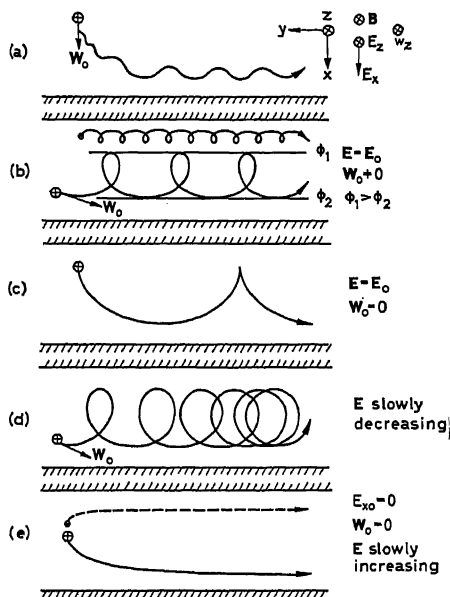 (a)
W₀
y z x
B
E_z w_z
E_x
(b)
W₀
ϕ₁ E=E₀
W₀+0
ϕ₂ ϕ₁>ϕ₂
(c)
E=E₀
W₀=0
(d)
W₀
E slowly
decreasing
(e)
E_xo=0
W₀=0
E slowly
increasing